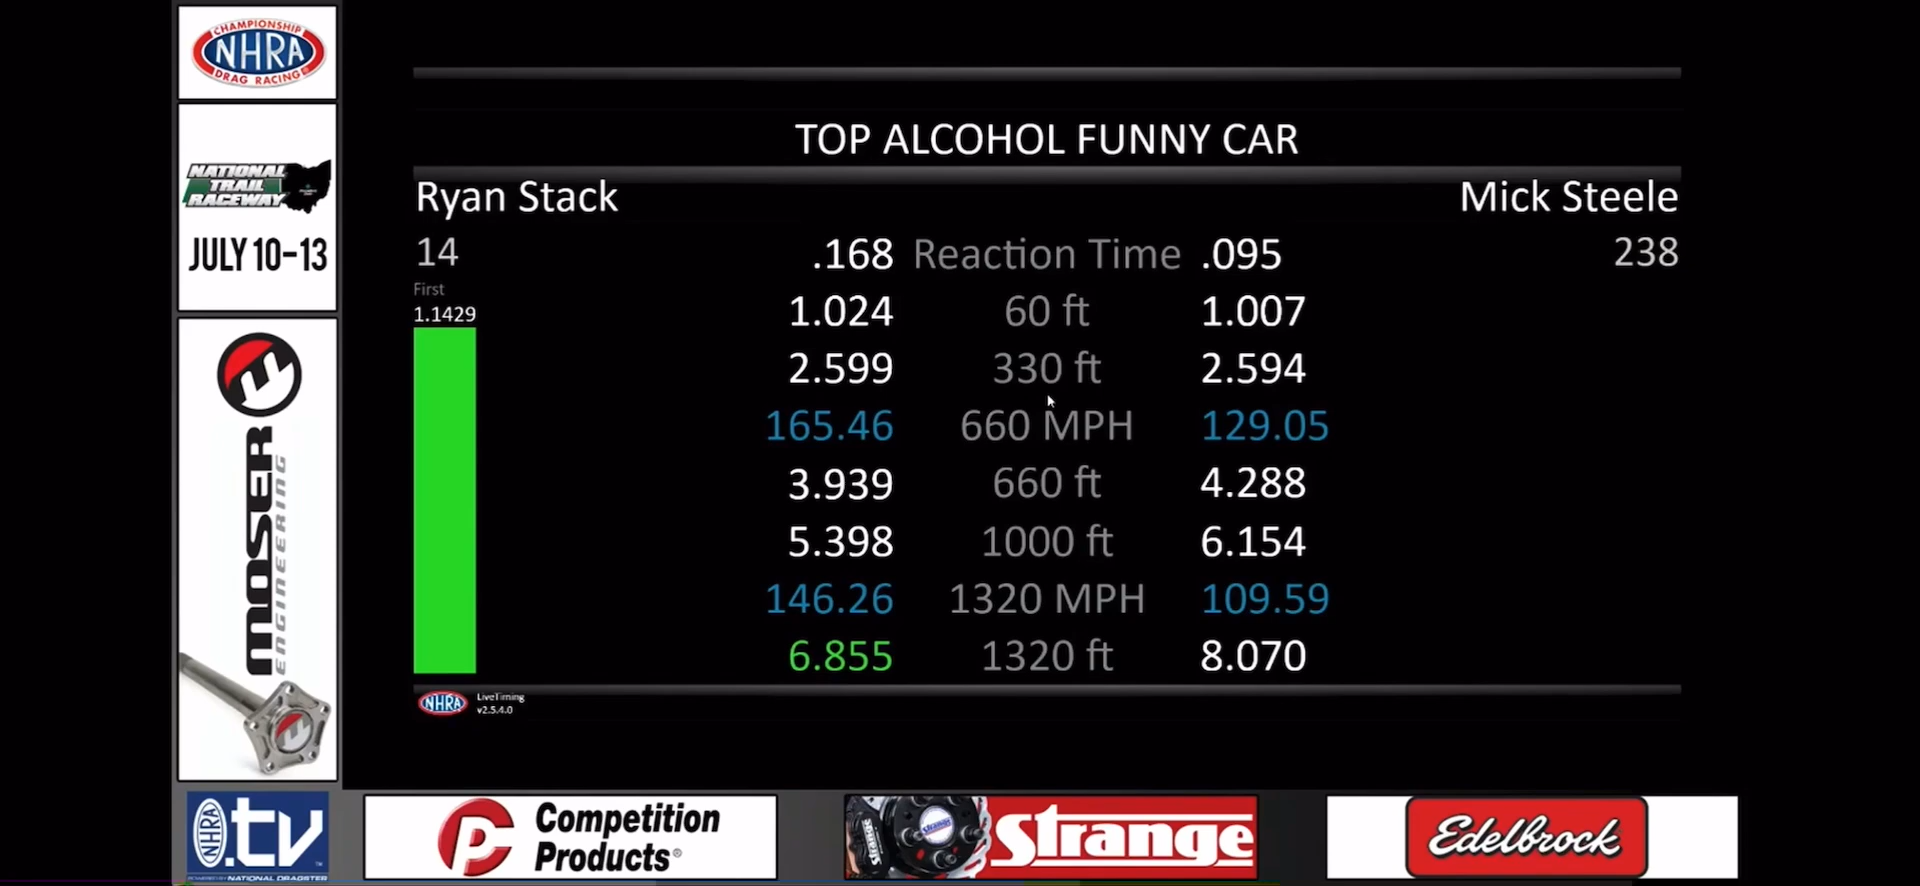 CHAMPIONSHIP
NHRA
DRAG RACING
NATIONAL
TRAIL
RACEWAY
JULY 10-13
MOSER
ENGINEERING
TOP ALCOHOL FUNNY CAR
Ryan Stack Mick Steele
14 .168 Reaction Time .095 238
First
1.1429
1.024 60 ft 1.007
2.599 330 ft 2.594
165.46 660 MPH 129.05
3.939 660 ft 4.288
5.398 1000 ft 6.154
146.26 1320 MPH 109.59
6.855 1320 ft 8.070
NHRA LiveTiming
v2.5.4.0
NHRA .tv
POWERED BY NATIONAL DRAGSTER
Competition
Products®
Strange
Strange
Edelbrock